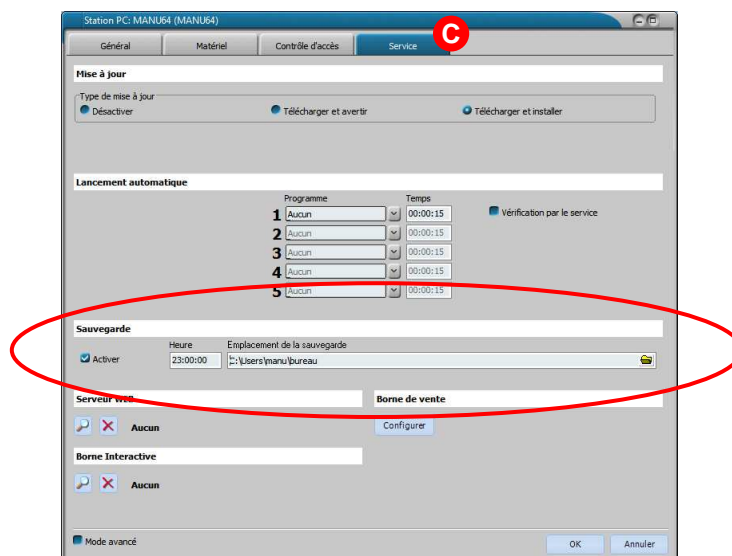 Station PC: MANU64 (MANU64)
Général Matériel Contrôle d'accès Service C
Mise à jour
Type de mise à jour
Désactiver Télécharger et avertir Télécharger et installer
Lancement automatique
Programme Temps
1 Aucun 00:00:15 Vérification par le service
2 Aucun 00:00:15
3 Aucun 00:00:15
4 Aucun 00:00:15
5 Aucun 00:00:15
Sauvegarde
Heure Emplacement de la sauvegarde
Activer 23:00:00 C:\Users\manu\bureau
Serveur WEB Borne de vente
Aucun Configurer
Borne Interactive
Aucun
Mode avancé OK Annuler